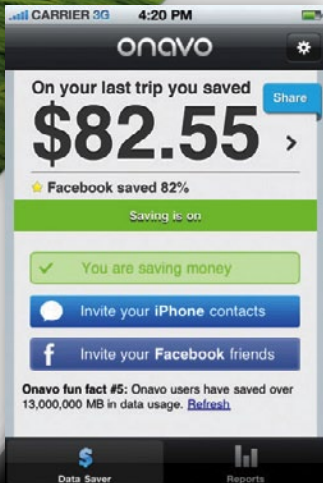 CARRIER 3G 4:20 PM
onavo
On your last trip you saved
Share
$82.55
Facebook saved 82%
Saving is on
You are saving money
Invite your iPhone contacts
Invite your Facebook friends
Onavo fun fact #5: Onavo users have saved over
13,000,000 MB in data usage. Refresh
Data Saver Reports